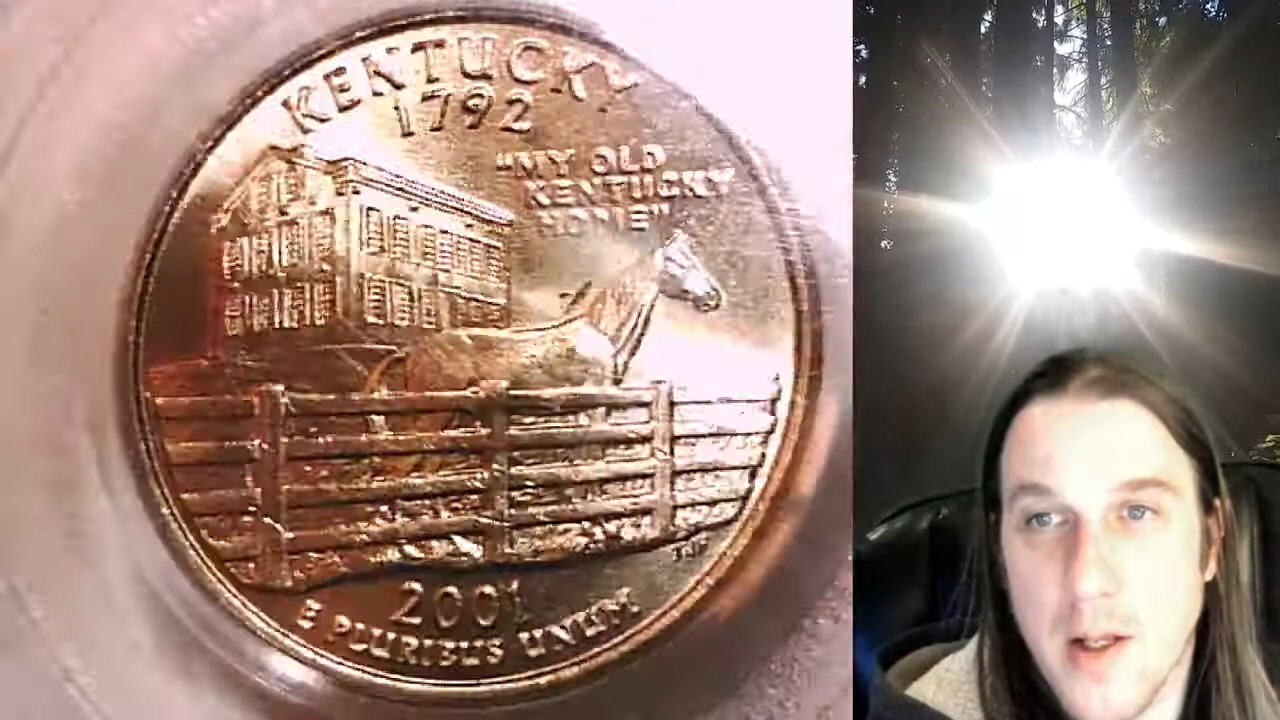 KENTUCKY
1792
"MY OLD
KENTUCKY
HOME"
2001
E PLURIBUS UNUM